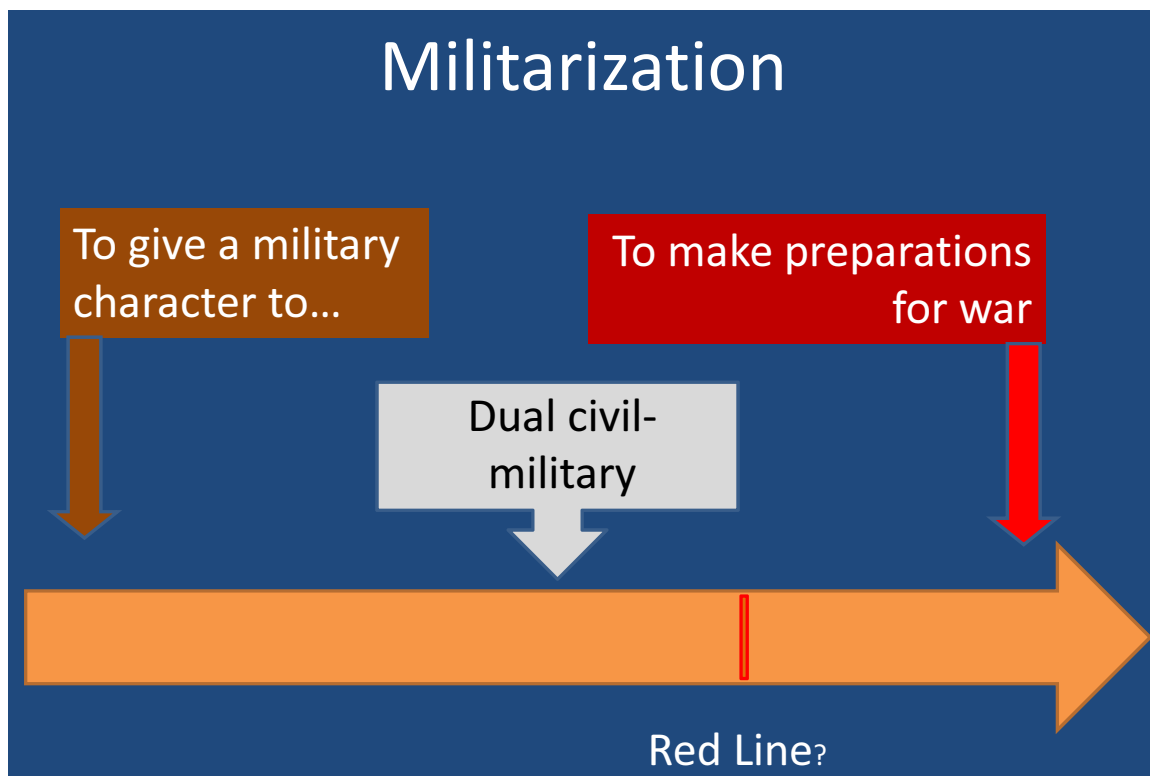 Militarization
To give a military
character to...
To make preparations
for war
Dual civil-
military
Red Line?